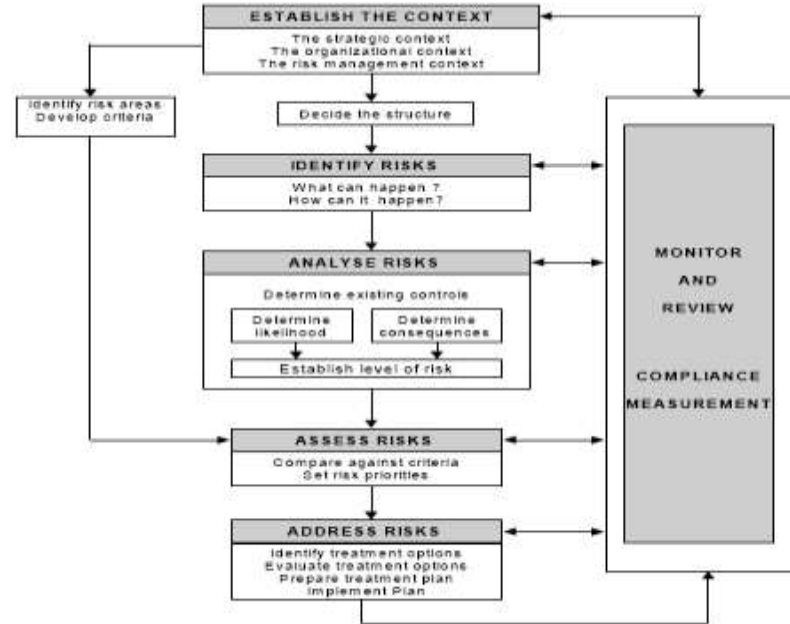 ESTABLISH THE CONTEXT
The strategic context
The organizational context
The risk management context
Identify risk areas
Develop criteria
Decide the structure
IDENTIFY RISKS
What can happen ?
How can it happen?
ANALYSE RISKS
Determine existing controls
Determine
likelihood
Determine
consequences
Establish level of risk
ASSESS RISKS
Compare against criteria
Set risk priorities
ADDRESS RISKS
Identify treatment options
Evaluate treatment options
Prepare treatment plan
Implement Plan
MONITOR
AND
REVIEW
COMPLIANCE
MEASUREMENT